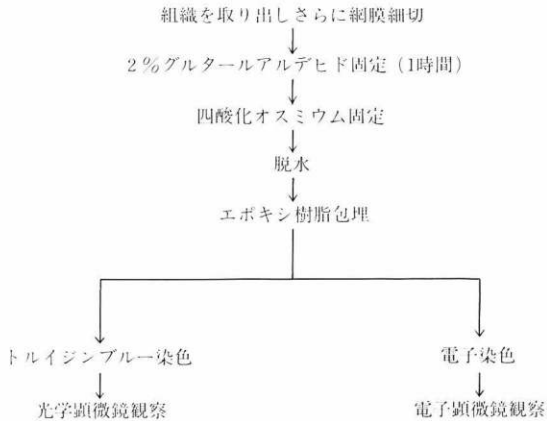 組織を取り出しさらに網膜細切
2%グルタールアルデヒド固定(1時間)
四酸化オスミウム固定
脱水
エポキシ樹脂包埋
トルイジンブルー染色
電子染色
光学顕微鏡観察
電子顕微鏡観察